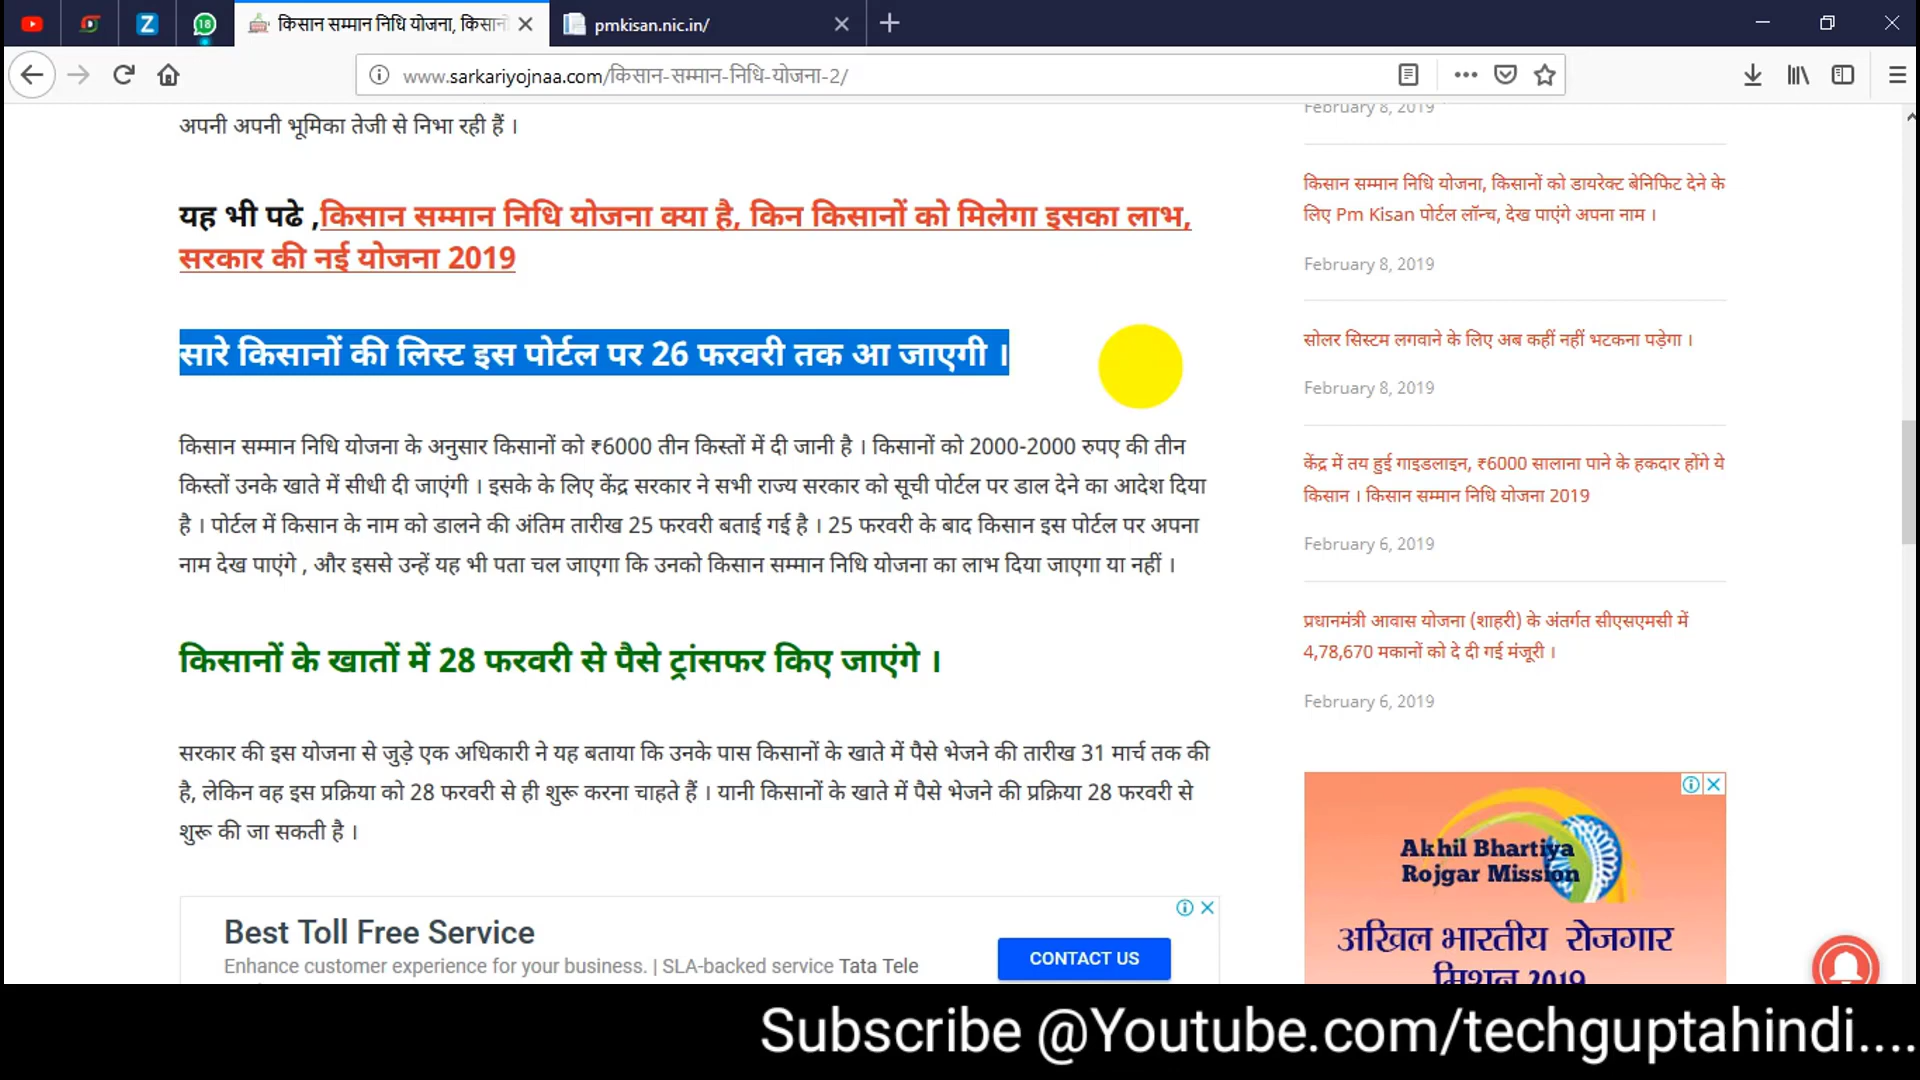 18
किसान सम्मान निधि योजना, किसानो
pmkisan.nic.in/
www.sarkariyojnaa.com/किसान-सम्मान-निधि-योजना-2/
अपनी अपनी भूमिका तेजी से निभा रही हैं ।
यह भी पढे ,किसान सम्मान निधि योजना क्या है, किन किसानों को मिलेगा इसका लाभ,
सरकार की नई योजना 2019
सारे किसानों की लिस्ट इस पोर्टल पर 26 फरवरी तक आ जाएगी ।
किसान सम्मान निधि योजना के अनुसार किसानों को ₹6000 तीन किस्तों में दी जानी है । किसानों को 2000-2000 रुपए की तीन
किस्तों उनके खाते में सीधी दी जाएंगी । इसके के लिए केंद्र सरकार ने सभी राज्य सरकार को सूची पोर्टल पर डाल देने का आदेश दिया
है । पोर्टल में किसान के नाम को डालने की अंतिम तारीख 25 फरवरी बताई गई है । 25 फरवरी के बाद किसान इस पोर्टल पर अपना
नाम देख पाएंगे , और इससे उन्हें यह भी पता चल जाएगा कि उनको किसान सम्मान निधि योजना का लाभ दिया जाएगा या नहीं ।
किसानों के खातों में 28 फरवरी से पैसे ट्रांसफर किए जाएंगे ।
सरकार की इस योजना से जुड़े एक अधिकारी ने यह बताया कि उनके पास किसानों के खाते में पैसे भेजने की तारीख 31 मार्च तक की
है, लेकिन वह इस प्रक्रिया को 28 फरवरी से ही शुरू करना चाहते हैं । यानी किसानों के खाते में पैसे भेजने की प्रक्रिया 28 फरवरी से
शुरू की जा सकती है ।
Best Toll Free Service
Enhance customer experience for your business. | SLA-backed service Tata Tele
CONTACT US
February 8, 2019
किसान सम्मान निधि योजना, किसानों को डायरेक्ट बेनिफिट देने के
लिए Pm Kisan पोर्टल लॉन्च, देख पाएंगे अपना नाम ।
February 8, 2019
सोलर सिस्टम लगवाने के लिए अब कहीं नहीं भटकना पड़ेगा ।
February 8, 2019
केंद्र में तय हुई गाइडलाइन, ₹6000 सालाना पाने के हकदार होंगे ये
किसान । किसान सम्मान निधि योजना 2019
February 6, 2019
प्रधानमंत्री आवास योजना (शाहरी) के अंतर्गत सीएसएमसी में
4,78,670 मकानों को दे दी गई मंजूरी ।
February 6, 2019
Akhil Bhartiya
Rojgar Mission
अखिल भारतीय रोजगार
मिशन 2019
Subscribe @Youtube.com/techguptahindi....